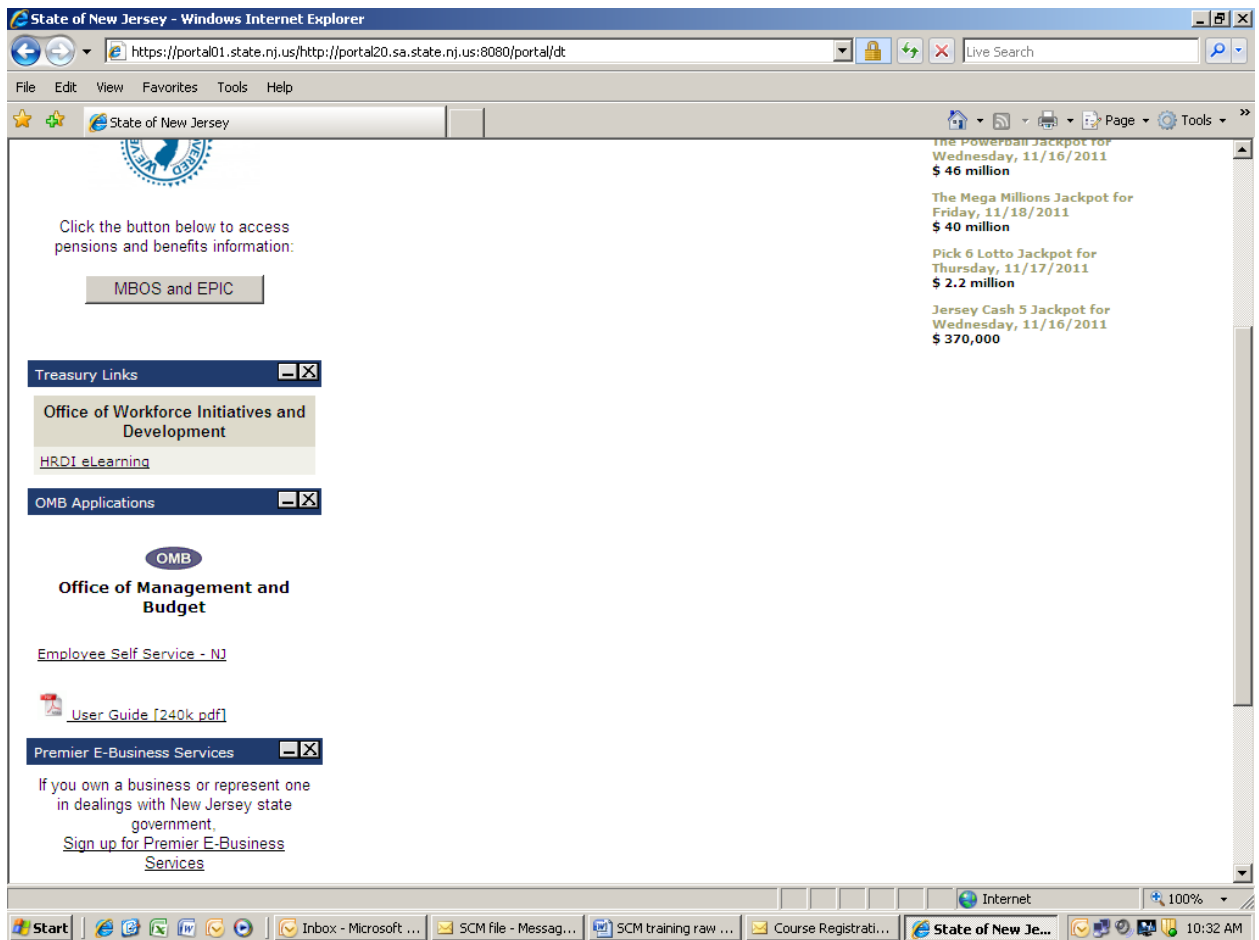 State of New Jersey - Windows Internet Explorer
https://portal01.state.nj.us/http://portal20.sa.state.nj.us:8080/portal/dt
Live Search
File Edit View Favorites Tools Help
State of New Jersey
Page Tools »
The Powerball Jackpot for
Wednesday, 11/16/2011
$ 46 million
The Mega Millions Jackpot for
Friday, 11/18/2011
$ 40 million
Pick 6 Lotto Jackpot for
Thursday, 11/17/2011
$ 2.2 million
Jersey Cash 5 Jackpot for
Wednesday, 11/16/2011
$ 370,000
Click the button below to access
pensions and benefits information:
MBOS and EPIC
Treasury Links
Office of Workforce Initiatives and
Development
HRDI eLearning
OMB Applications
OMB
Office of Management and
Budget
Employee Self Service - NJ
User Guide [240k pdf]
Premier E-Business Services
If you own a business or represent one
in dealings with New Jersey state
government,
Sign up for Premier E-Business
Services
Internet
100%
Start
Inbox - Microsoft ...
SCM file - Messag...
SCM training raw ...
Course Registrati...
State of New Je...
10:32 AM